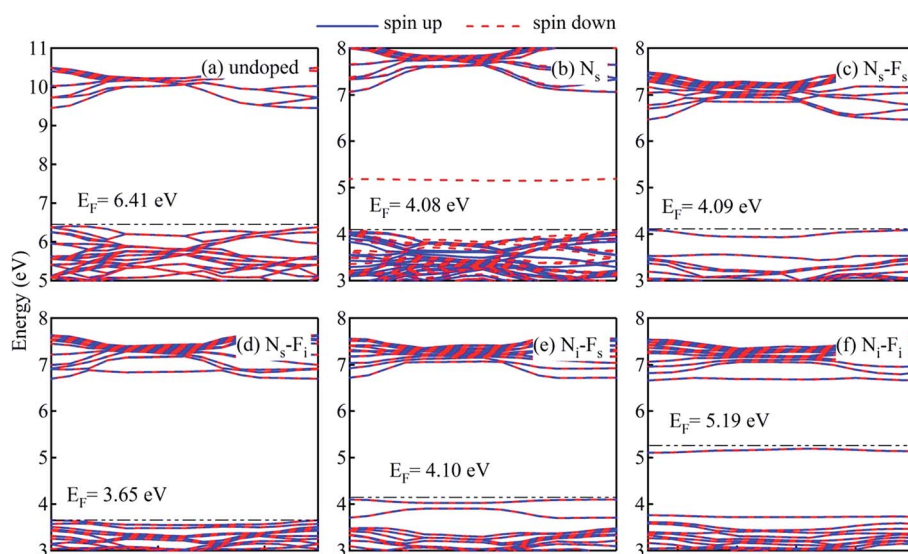 spin up spin down
Energy (eV)
(a) undoped
E_F= 6.41 eV
11
10
9
8
7
6
5
(b) N_s
E_F= 4.08 eV
8
7
6
5
4
3
(c) N_s-F_s
E_F= 4.09 eV
8
7
6
5
4
3
(d) N_s-F_i
E_F= 3.65 eV
8
7
6
5
4
3
(e) N_i-F_s
E_F= 4.10 eV
8
7
6
5
4
3
(f) N_i-F_i
E_F= 5.19 eV
8
7
6
5
4
3